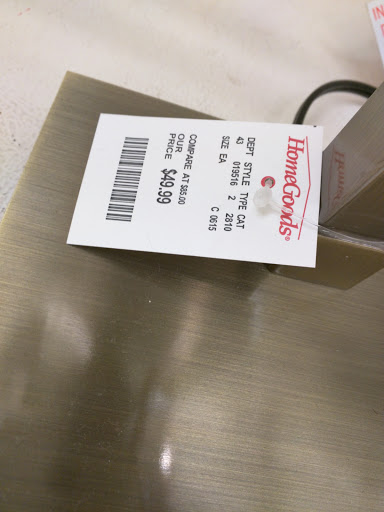 HomeGoods®
DEPT STYLE TYPE CAT
43 019516 2 2810
SIZE EA C 0615
COMPARE AT $85.00
OUR
PRICE $49.99
IN